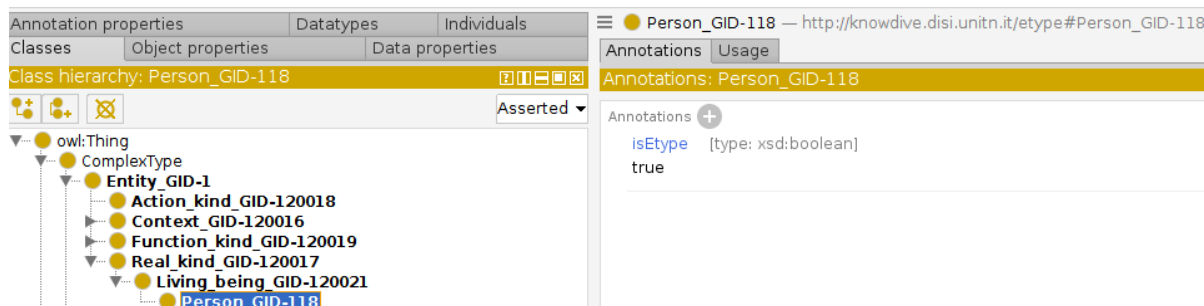 Annotation properties Datatypes Individuals
Classes Object properties Data properties
Class hierarchy: Person_GID-118
Asserted
owl:Thing
ComplexType
Entity_GID-1
Action_kind_GID-120018
Context_GID-120016
Function_kind_GID-120019
Real_kind_GID-120017
Living_being_GID-120021
Person_GID-118
Person_GID-118 — http://knowdive.disi.unitn.it/etype#Person_GID-118
Annotations Usage
Annotations: Person_GID-118
Annotations
isEtype [type: xsd:boolean]
true